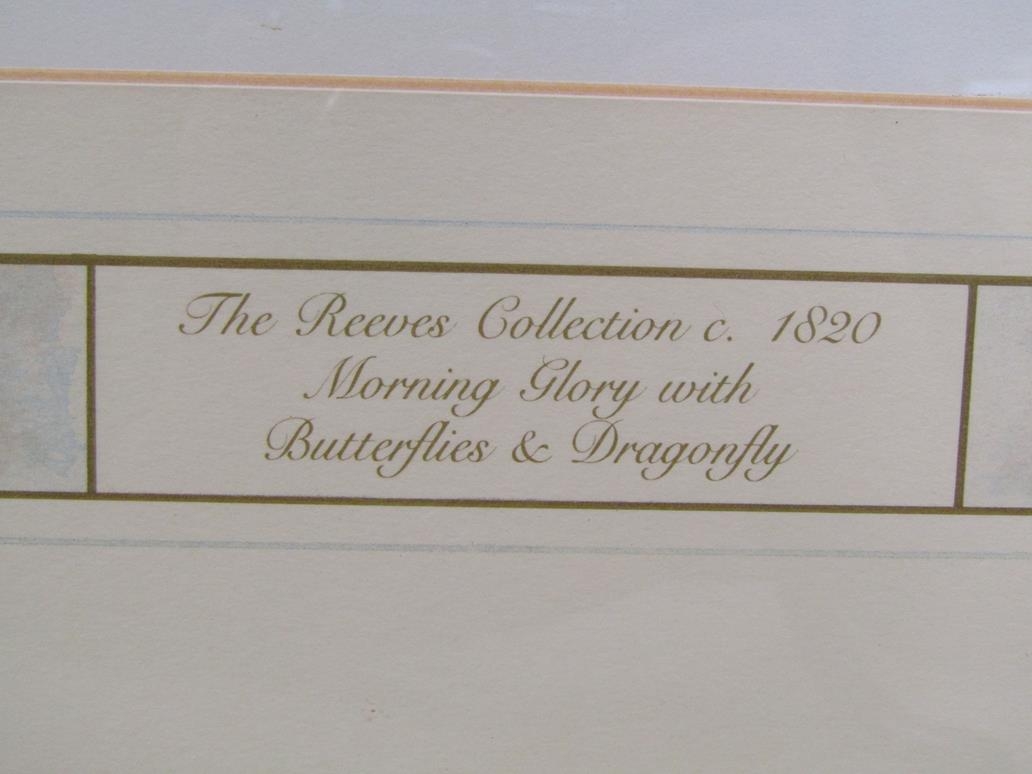 The Reeves Collection c. 1820
Morning Glory with
Butterflies & Dragonfly